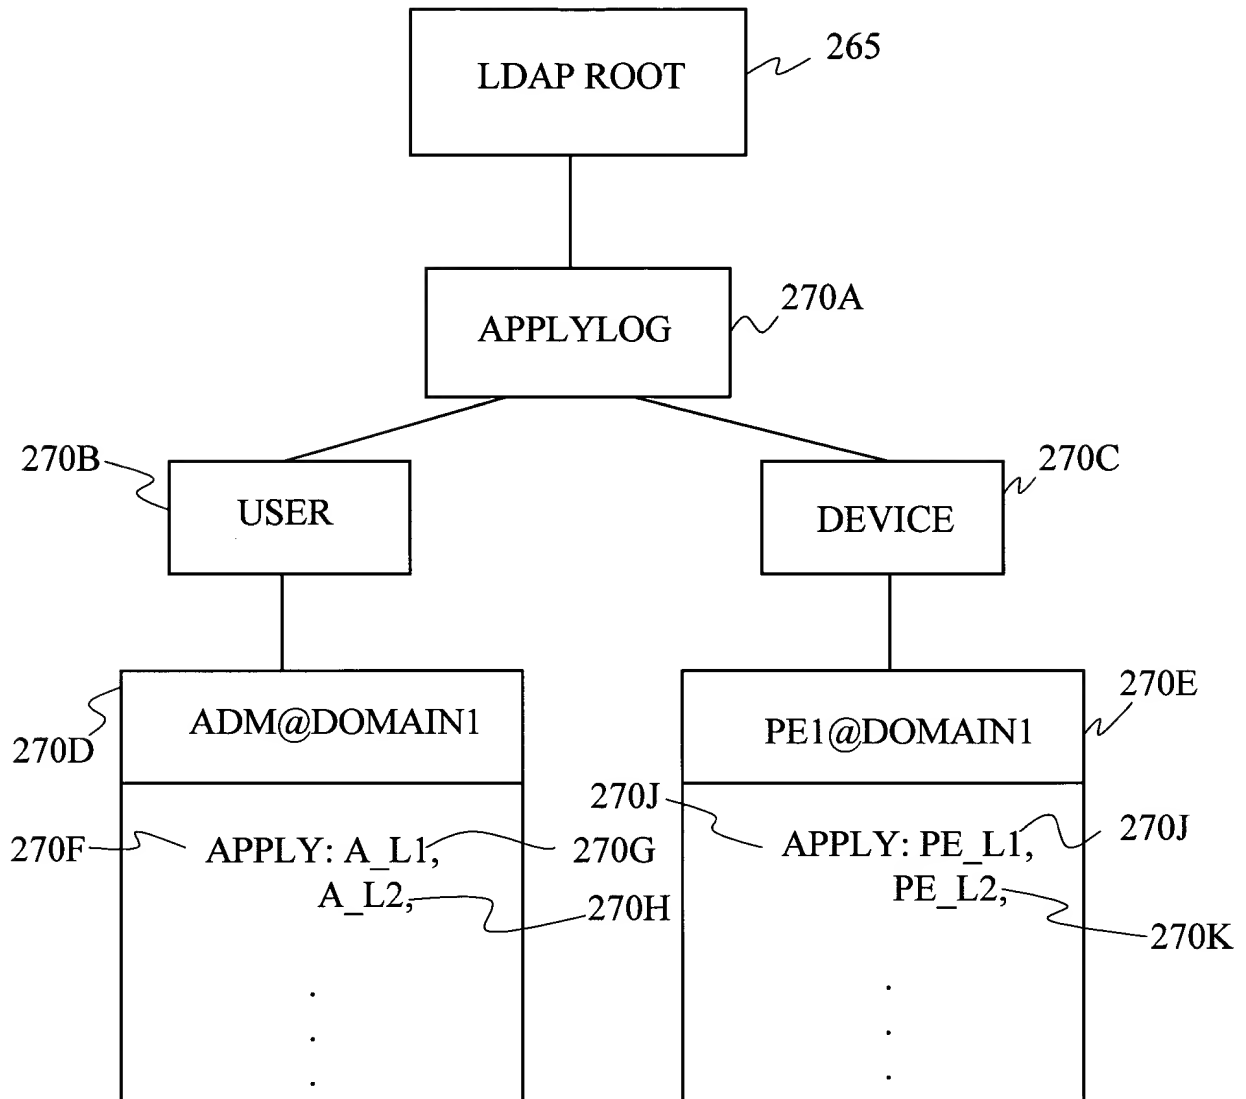 LDAP ROOT
265
APPLYLOG
270A
270B
USER
270C
DEVICE
270D
ADM@DOMAIN1
270E
PE1@DOMAIN1
270F
APPLY: A_L1,
270G
A_L2,
270H
270J
APPLY: PE_L1,
270J
PE_L2,
270K